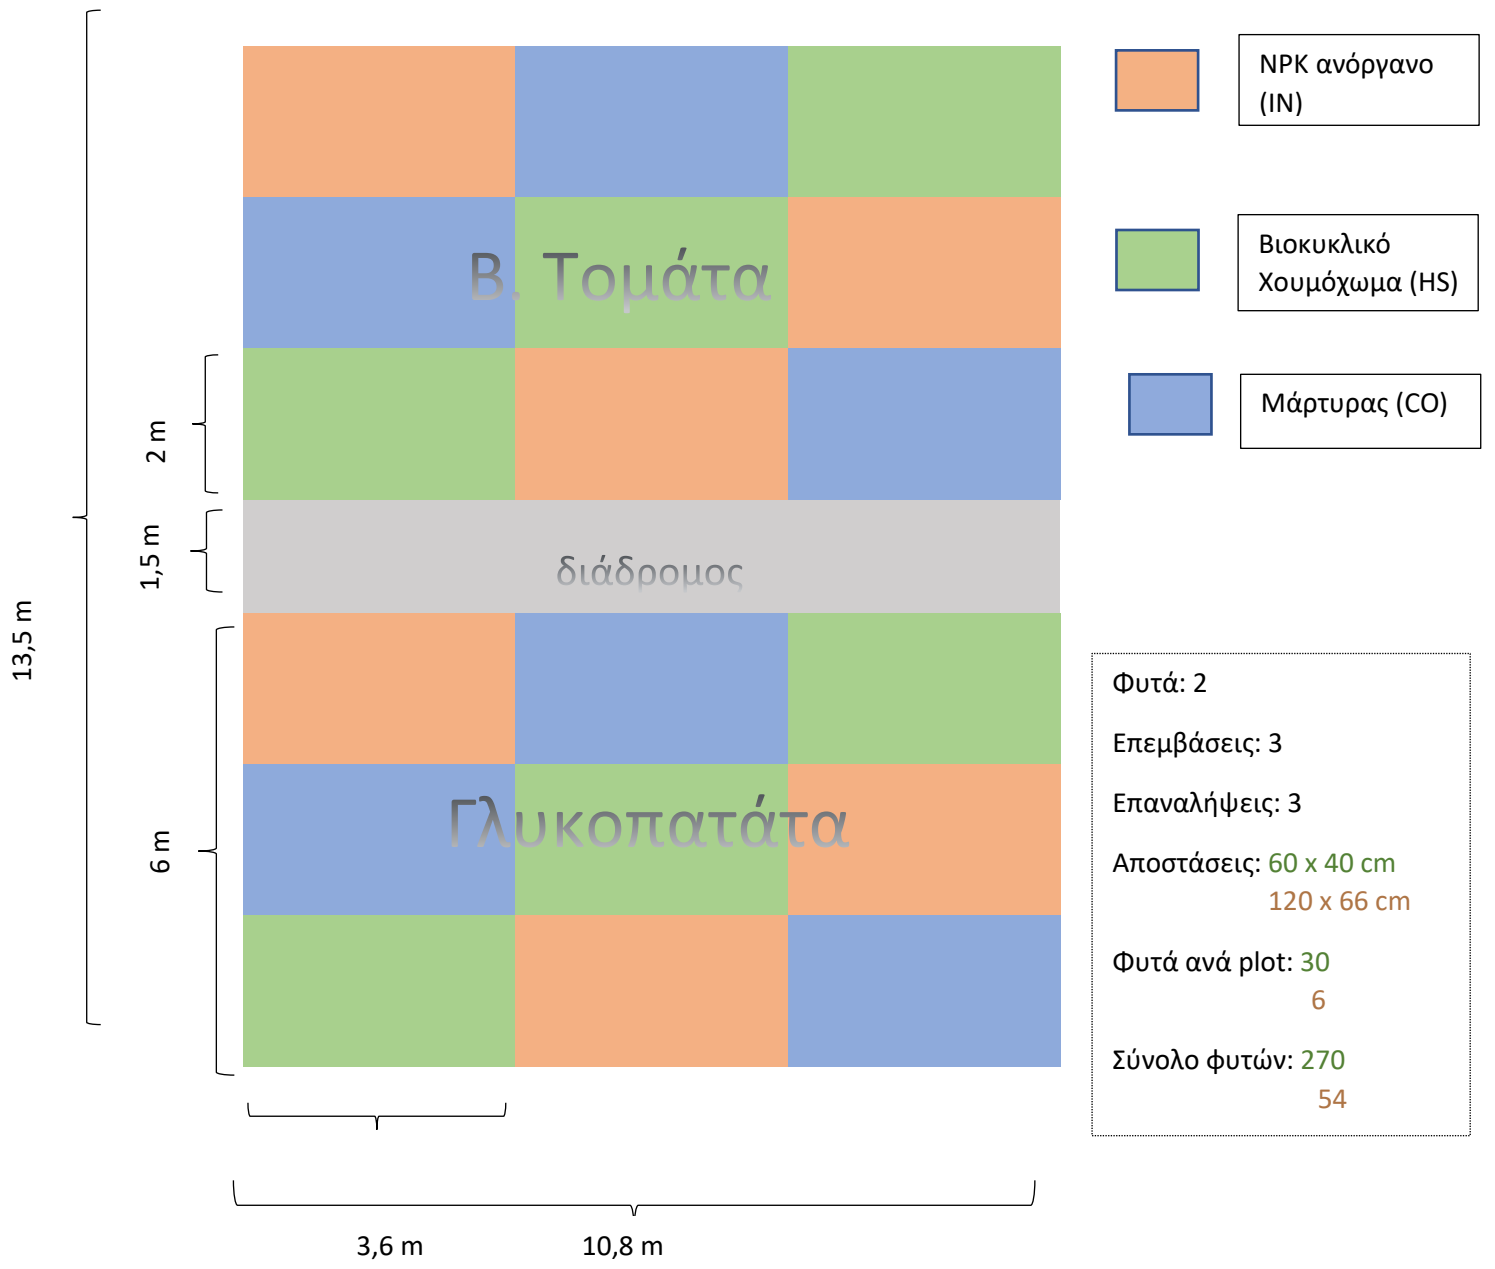 NPK ανόργανο
(IN)
Βιοκυκλικό
Χουμόχωμα (HS)
Μάρτυρας (CO)
Β. Τομάτα
διάδρομος
Γλυκοπατάτα
2 m
1,5 m
13,5 m
6 m
3,6 m
10,8 m
Φυτά: 2
Επεμβάσεις: 3
Επαναλήψεις: 3
Αποστάσεις: 60 x 40 cm
120 x 66 cm
Φυτά ανά plot: 30
6
Σύνολο φυτών: 270
54